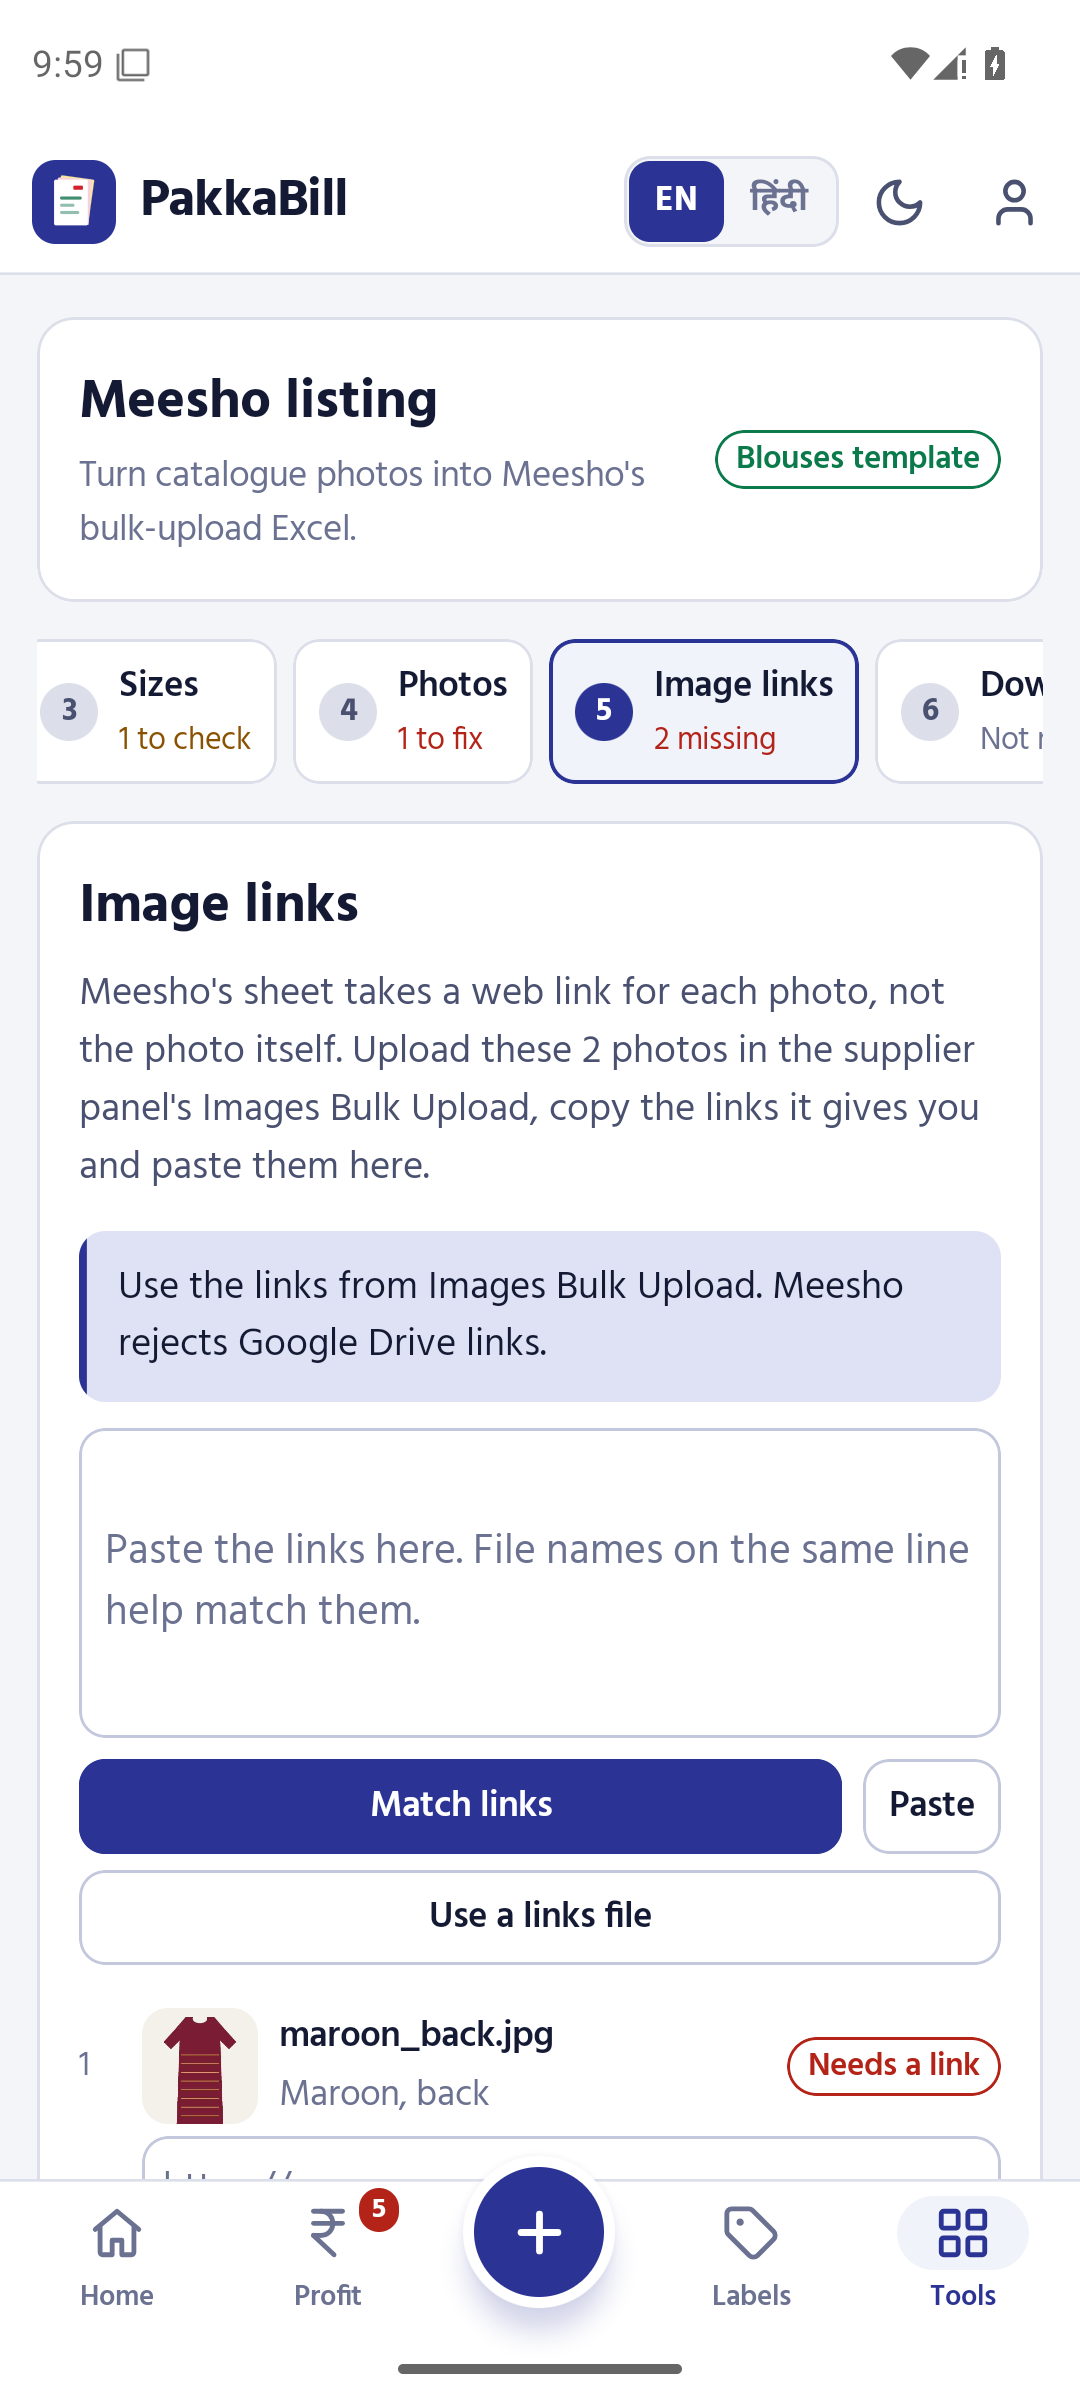 9:59
PakkaBill
EN
हिंदी
Meesho listing
Turn catalogue photos into Meesho's
bulk-upload Excel.
Blouses template
3
Sizes
1 to check
4
Photos
1 to fix
5
Image links
2 missing
6
Image links
Meesho's sheet takes a web link for each photo, not
the photo itself. Upload these 2 photos in the supplier
panel's Images Bulk Upload, copy the links it gives you
and paste them here.
Use the links from Images Bulk Upload. Meesho
rejects Google Drive links.
Paste the links here. File names on the same line
help match them.
Match links
Paste
Use a links file
1
maroon_back.jpg
Maroon, back
Needs a link
Home
₹
5
Profit
Labels
Tools